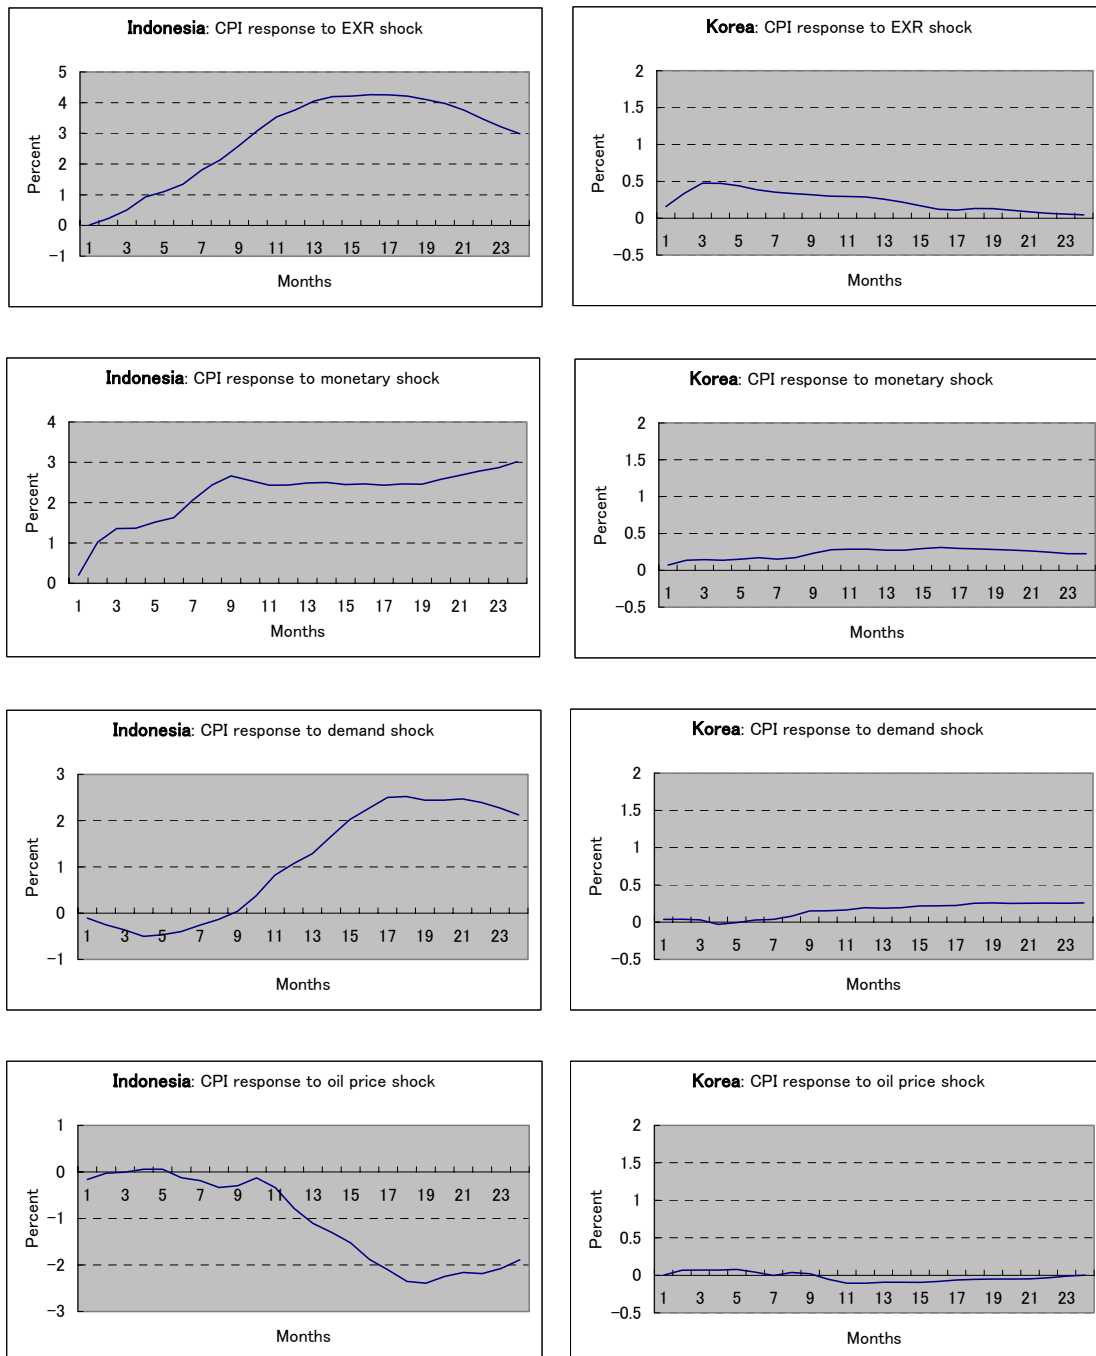 Indonesia: CPI response to EXR shock
5
4
3
2
1
0
−1
Percent
1 3 5 7 9 11 13 15 17 19 21 23
Months
Korea: CPI response to EXR shock
2
1.5
1
0.5
0
−0.5
Percent
1 3 5 7 9 11 13 15 17 19 21 23
Months
Indonesia: CPI response to monetary shock
4
3
2
1
0
Percent
1 3 5 7 9 11 13 15 17 19 21 23
Months
Korea: CPI response to monetary shock
2
1.5
1
0.5
0
−0.5
Percent
1 3 5 7 9 11 13 15 17 19 21 23
Months
Indonesia: CPI response to demand shock
3
2
1
0
−1
Percent
1 3 5 7 9 11 13 15 17 19 21 23
Months
Korea: CPI response to demand shock
2
1.5
1
0.5
0
−0.5
Percent
1 3 5 7 9 11 13 15 17 19 21 23
Months
Indonesia: CPI response to oil price shock
1
0
−1
−2
−3
Percent
1 3 5 7 9 11 13 15 17 19 21 23
Months
Korea: CPI response to oil price shock
2
1.5
1
0.5
0
−0.5
Percent
1 3 5 7 9 11 13 15 17 19 21 23
Months